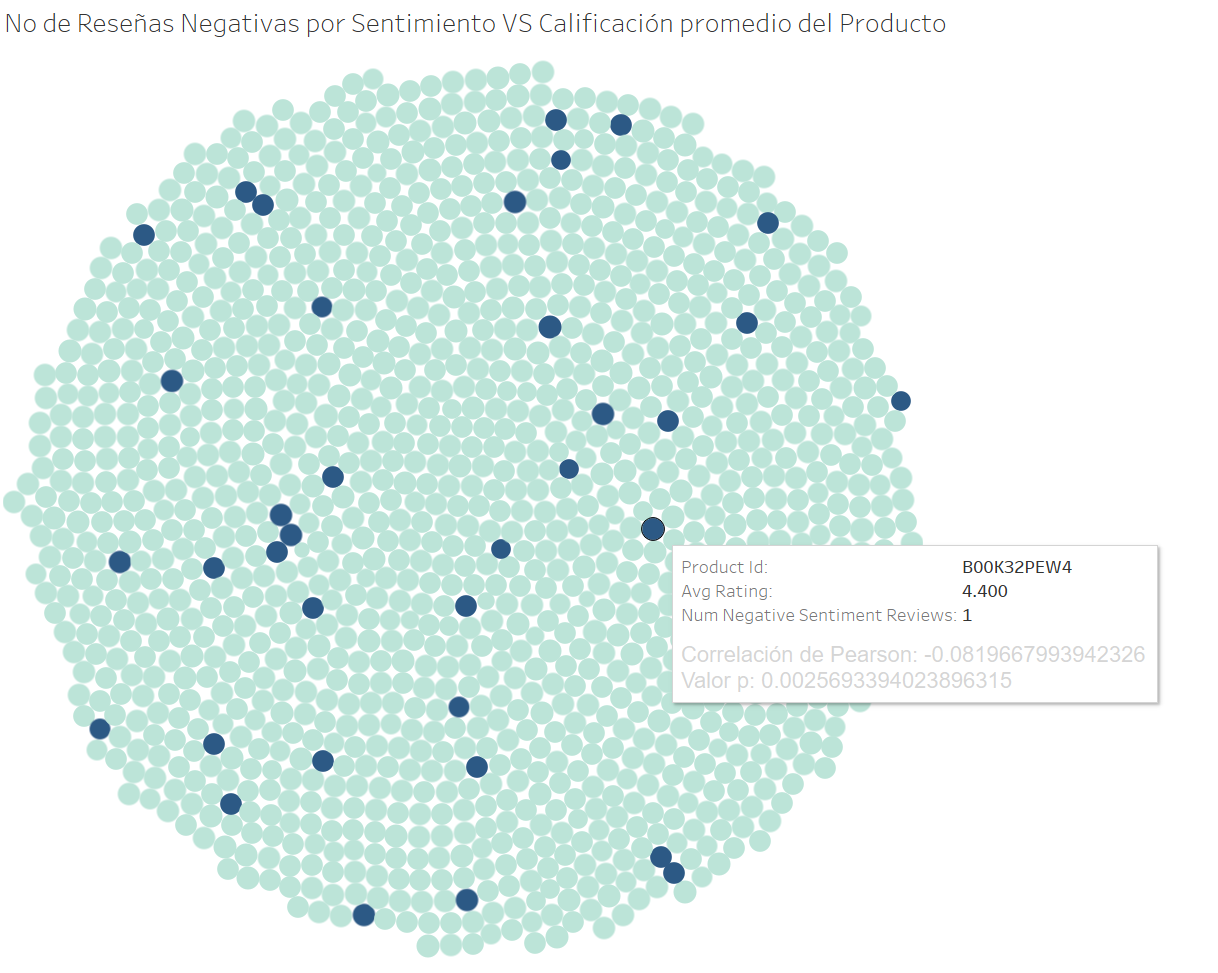 No de Reseñas Negativas por Sentimiento VS Calificación promedio del Producto
Product Id: B00K32PEW4
Avg Rating: 4.400
Num Negative Sentiment Reviews: 1
Correlación de Pearson: -0.0819667993942326
Valor p: 0.0025693394023896315